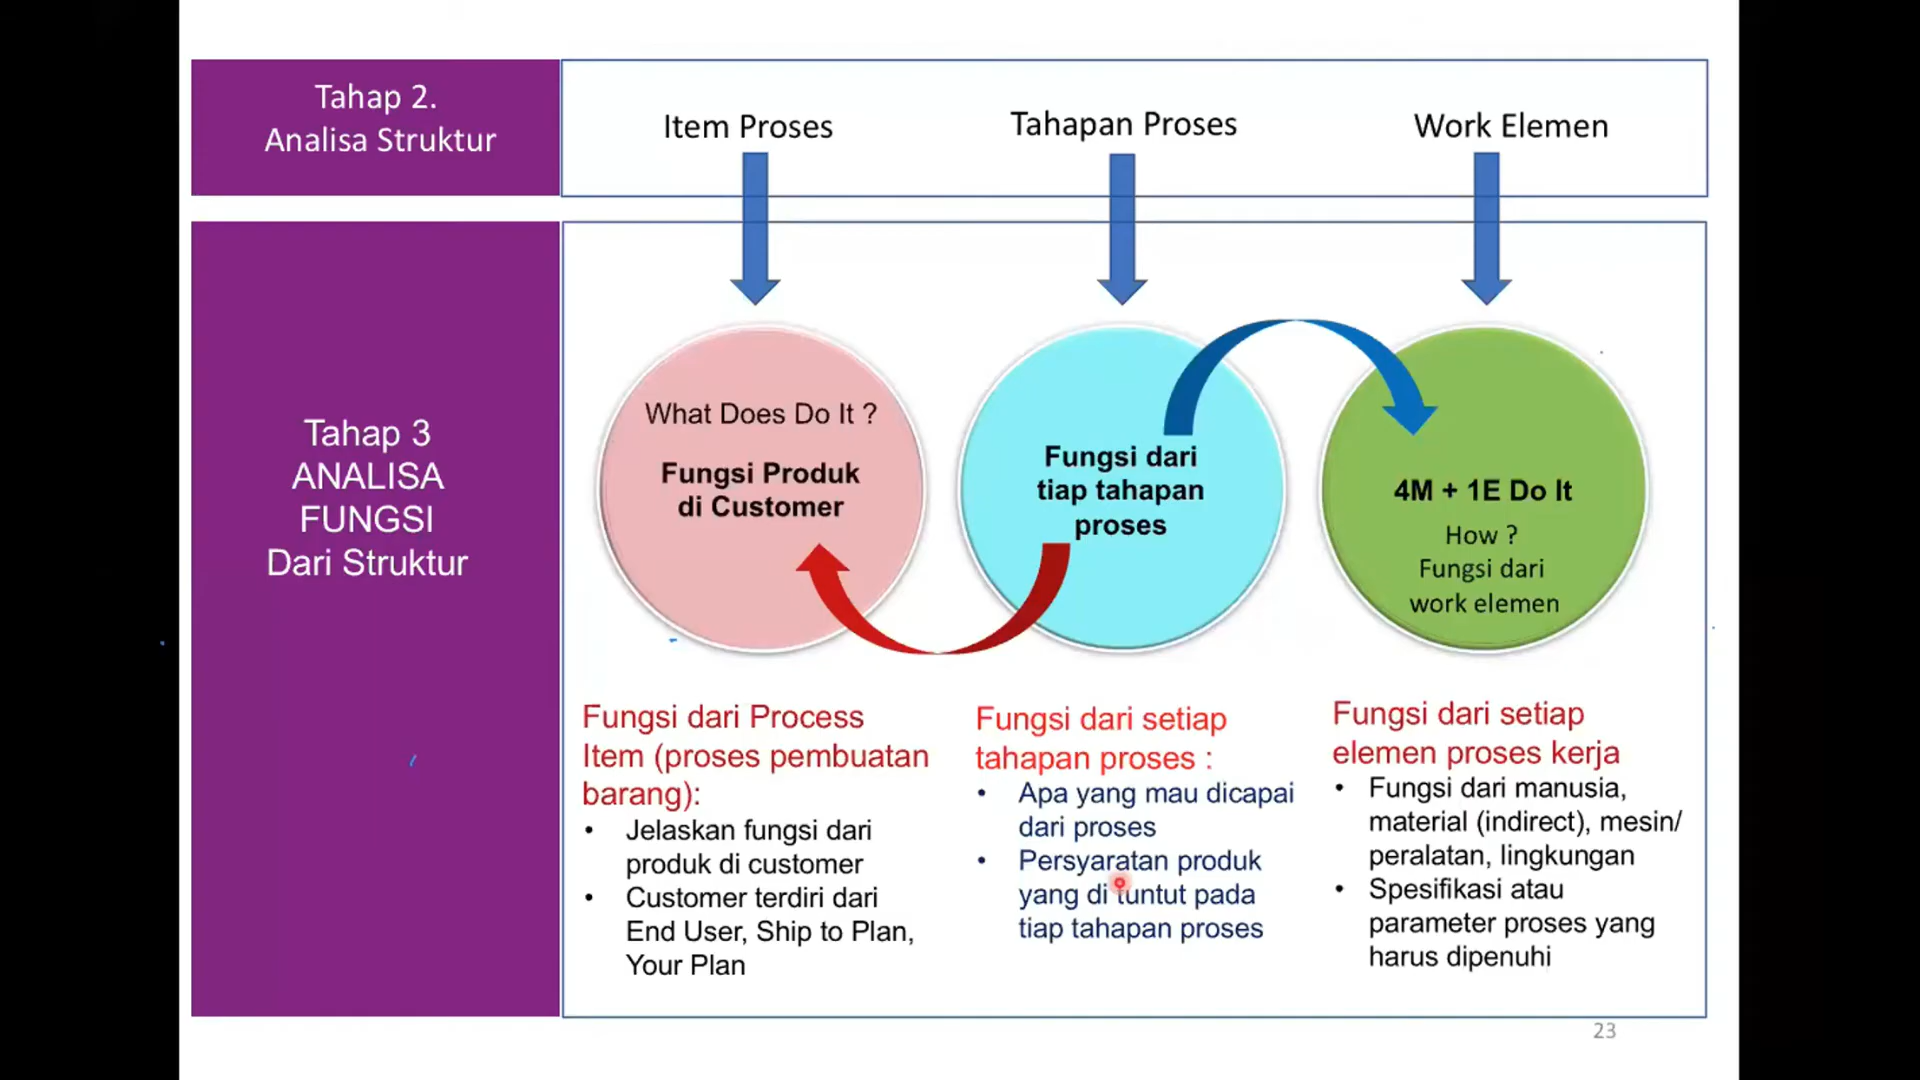 Tahap 2.
Analisa Struktur
Item Proses
Tahapan Proses
Work Elemen
Tahap 3
ANALISA
FUNGSI
Dari Struktur
What Does Do It ?
Fungsi Produk
di Customer
Fungsi dari
tiap tahapan
proses
4M + 1E Do It
How ?
Fungsi dari
work elemen
Fungsi dari Process
Item (proses pembuatan
barang):
• Jelaskan fungsi dari
produk di customer
• Customer terdiri dari
End User, Ship to Plan,
Your Plan
Fungsi dari setiap
tahapan proses :
• Apa yang mau dicapai
dari proses
• Persyaratan produk
yang di tuntut pada
tiap tahapan proses
Fungsi dari setiap
elemen proses kerja
• Fungsi dari manusia,
material (indirect), mesin/
peralatan, lingkungan
• Spesifikasi atau
parameter proses yang
harus dipenuhi
23